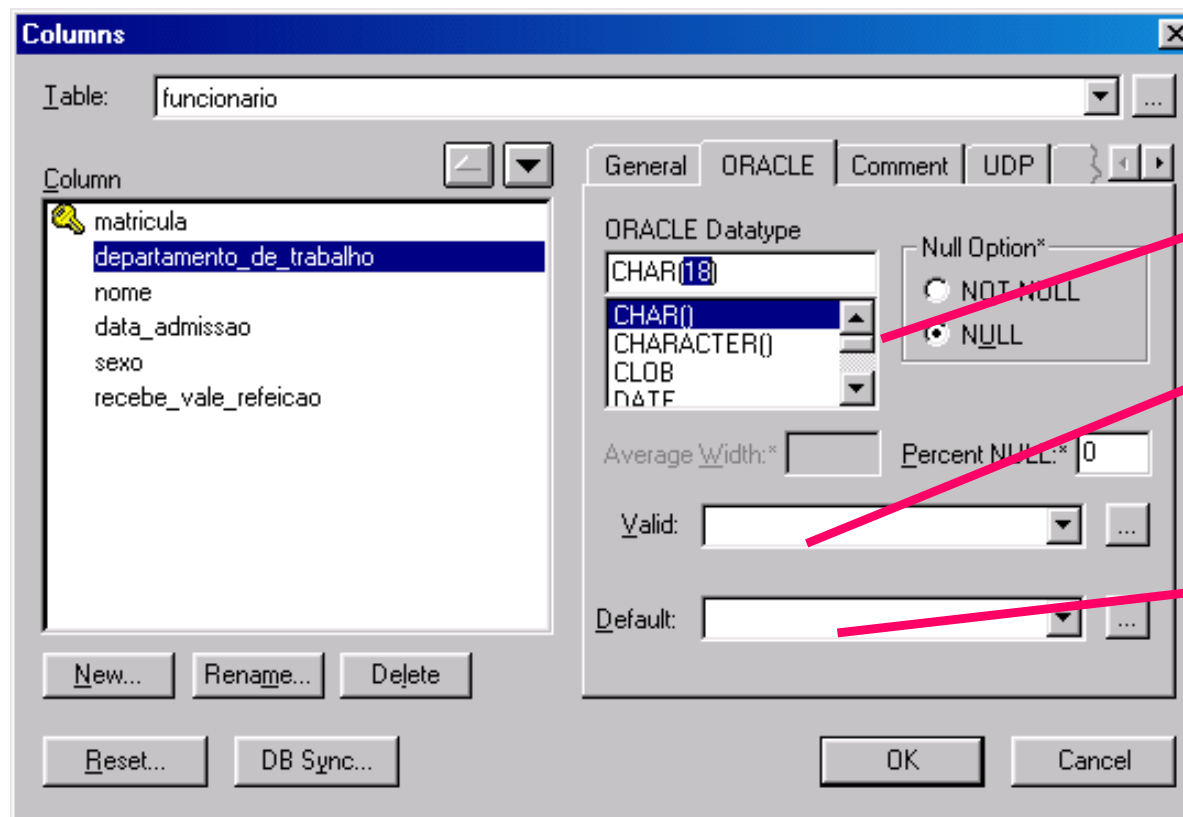 Columns
Table: funcionario ...
Column
matricula
departamento_de_trabalho
nome
data_admissao
sexo
recebe_vale_refeicao
New... Rename... Delete
General ORACLE Comment UDP
ORACLE Datatype
CHAR(18)
CHAR()
CHARACTER()
CLOB
DATE
Null Option*
NOT NULL
NULL
Average Width:* Percent NULL:* 0
Valid: ...
Default: ...
Reset... DB Sync... OK Cancel